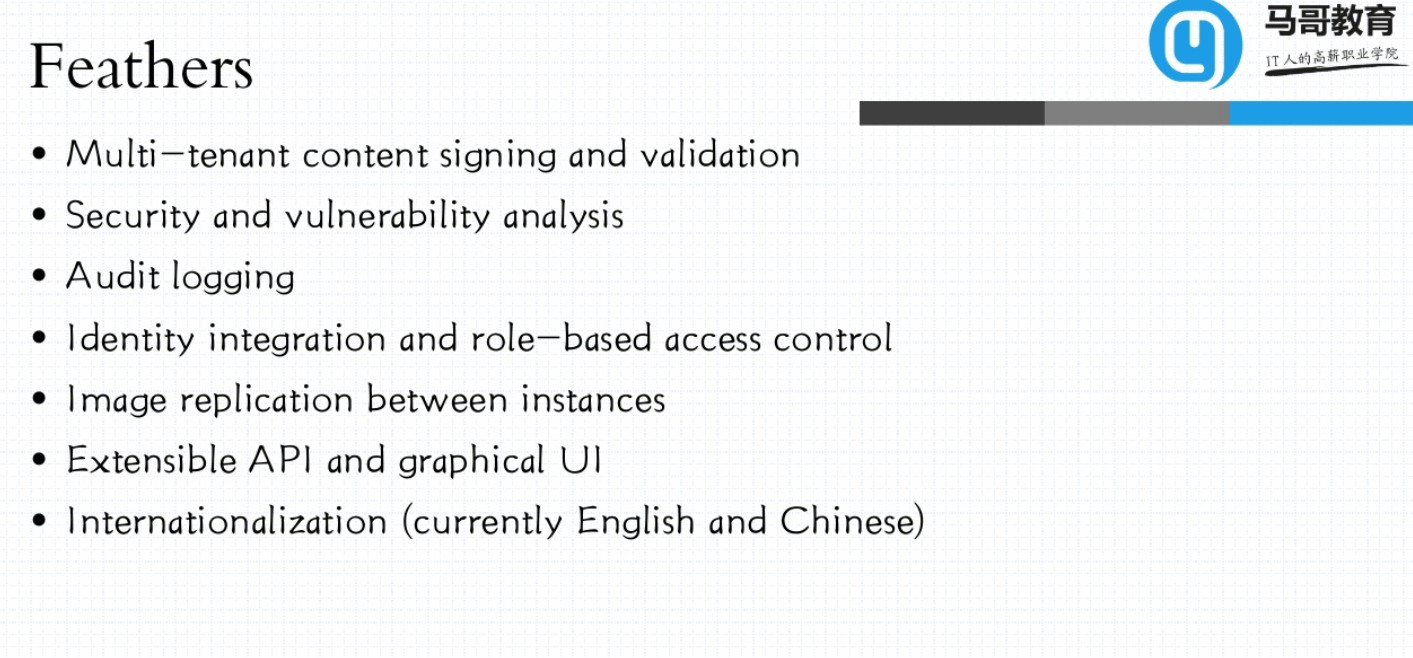 Feathers
马哥教育
IT人的高薪职业学院
• Multi-tenant content signing and validation
• Security and vulnerability analysis
• Audit logging
• Identity integration and role-based access control
• Image replication between instances
• Extensible API and graphical UI
• Internationalization (currently English and Chinese)